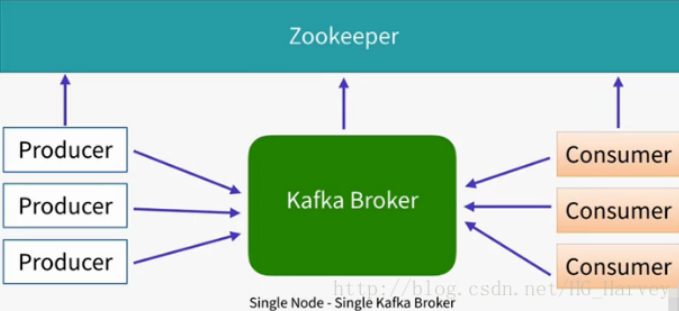 Zookeeper
Producer
Producer
Producer
Kafka Broker
Consumer
Consumer
Consumer
http://blog.csdn.net/HG_Harvey
Single Node - Single Kafka Broker